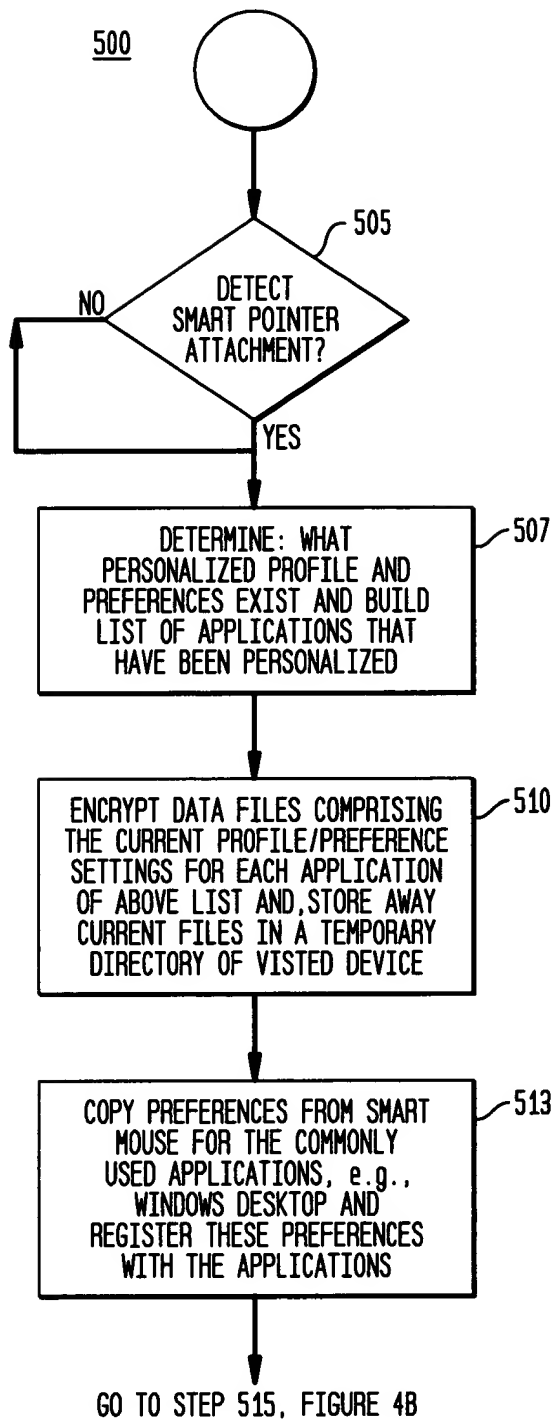 500
505
DETECT
SMART POINTER
ATTACHMENT?
NO
YES
507
DETERMINE: WHAT
PERSONALIZED PROFILE AND
PREFERENCES EXIST AND BUILD
LIST OF APPLICATIONS THAT
HAVE BEEN PERSONALIZED
510
ENCRYPT DATA FILES COMPRISING
THE CURRENT PROFILE/PREFERENCE
SETTINGS FOR EACH APPLICATION
OF ABOVE LIST AND,STORE AWAY
CURRENT FILES IN A TEMPORARY
DIRECTORY OF VISTED DEVICE
513
COPY PREFERENCES FROM SMART
MOUSE FOR THE COMMONLY
USED APPLICATIONS, e.g.,
WINDOWS DESKTOP AND
REGISTER THESE PREFERENCES
WITH THE APPLICATIONS
GO TO STEP 515, FIGURE 4B